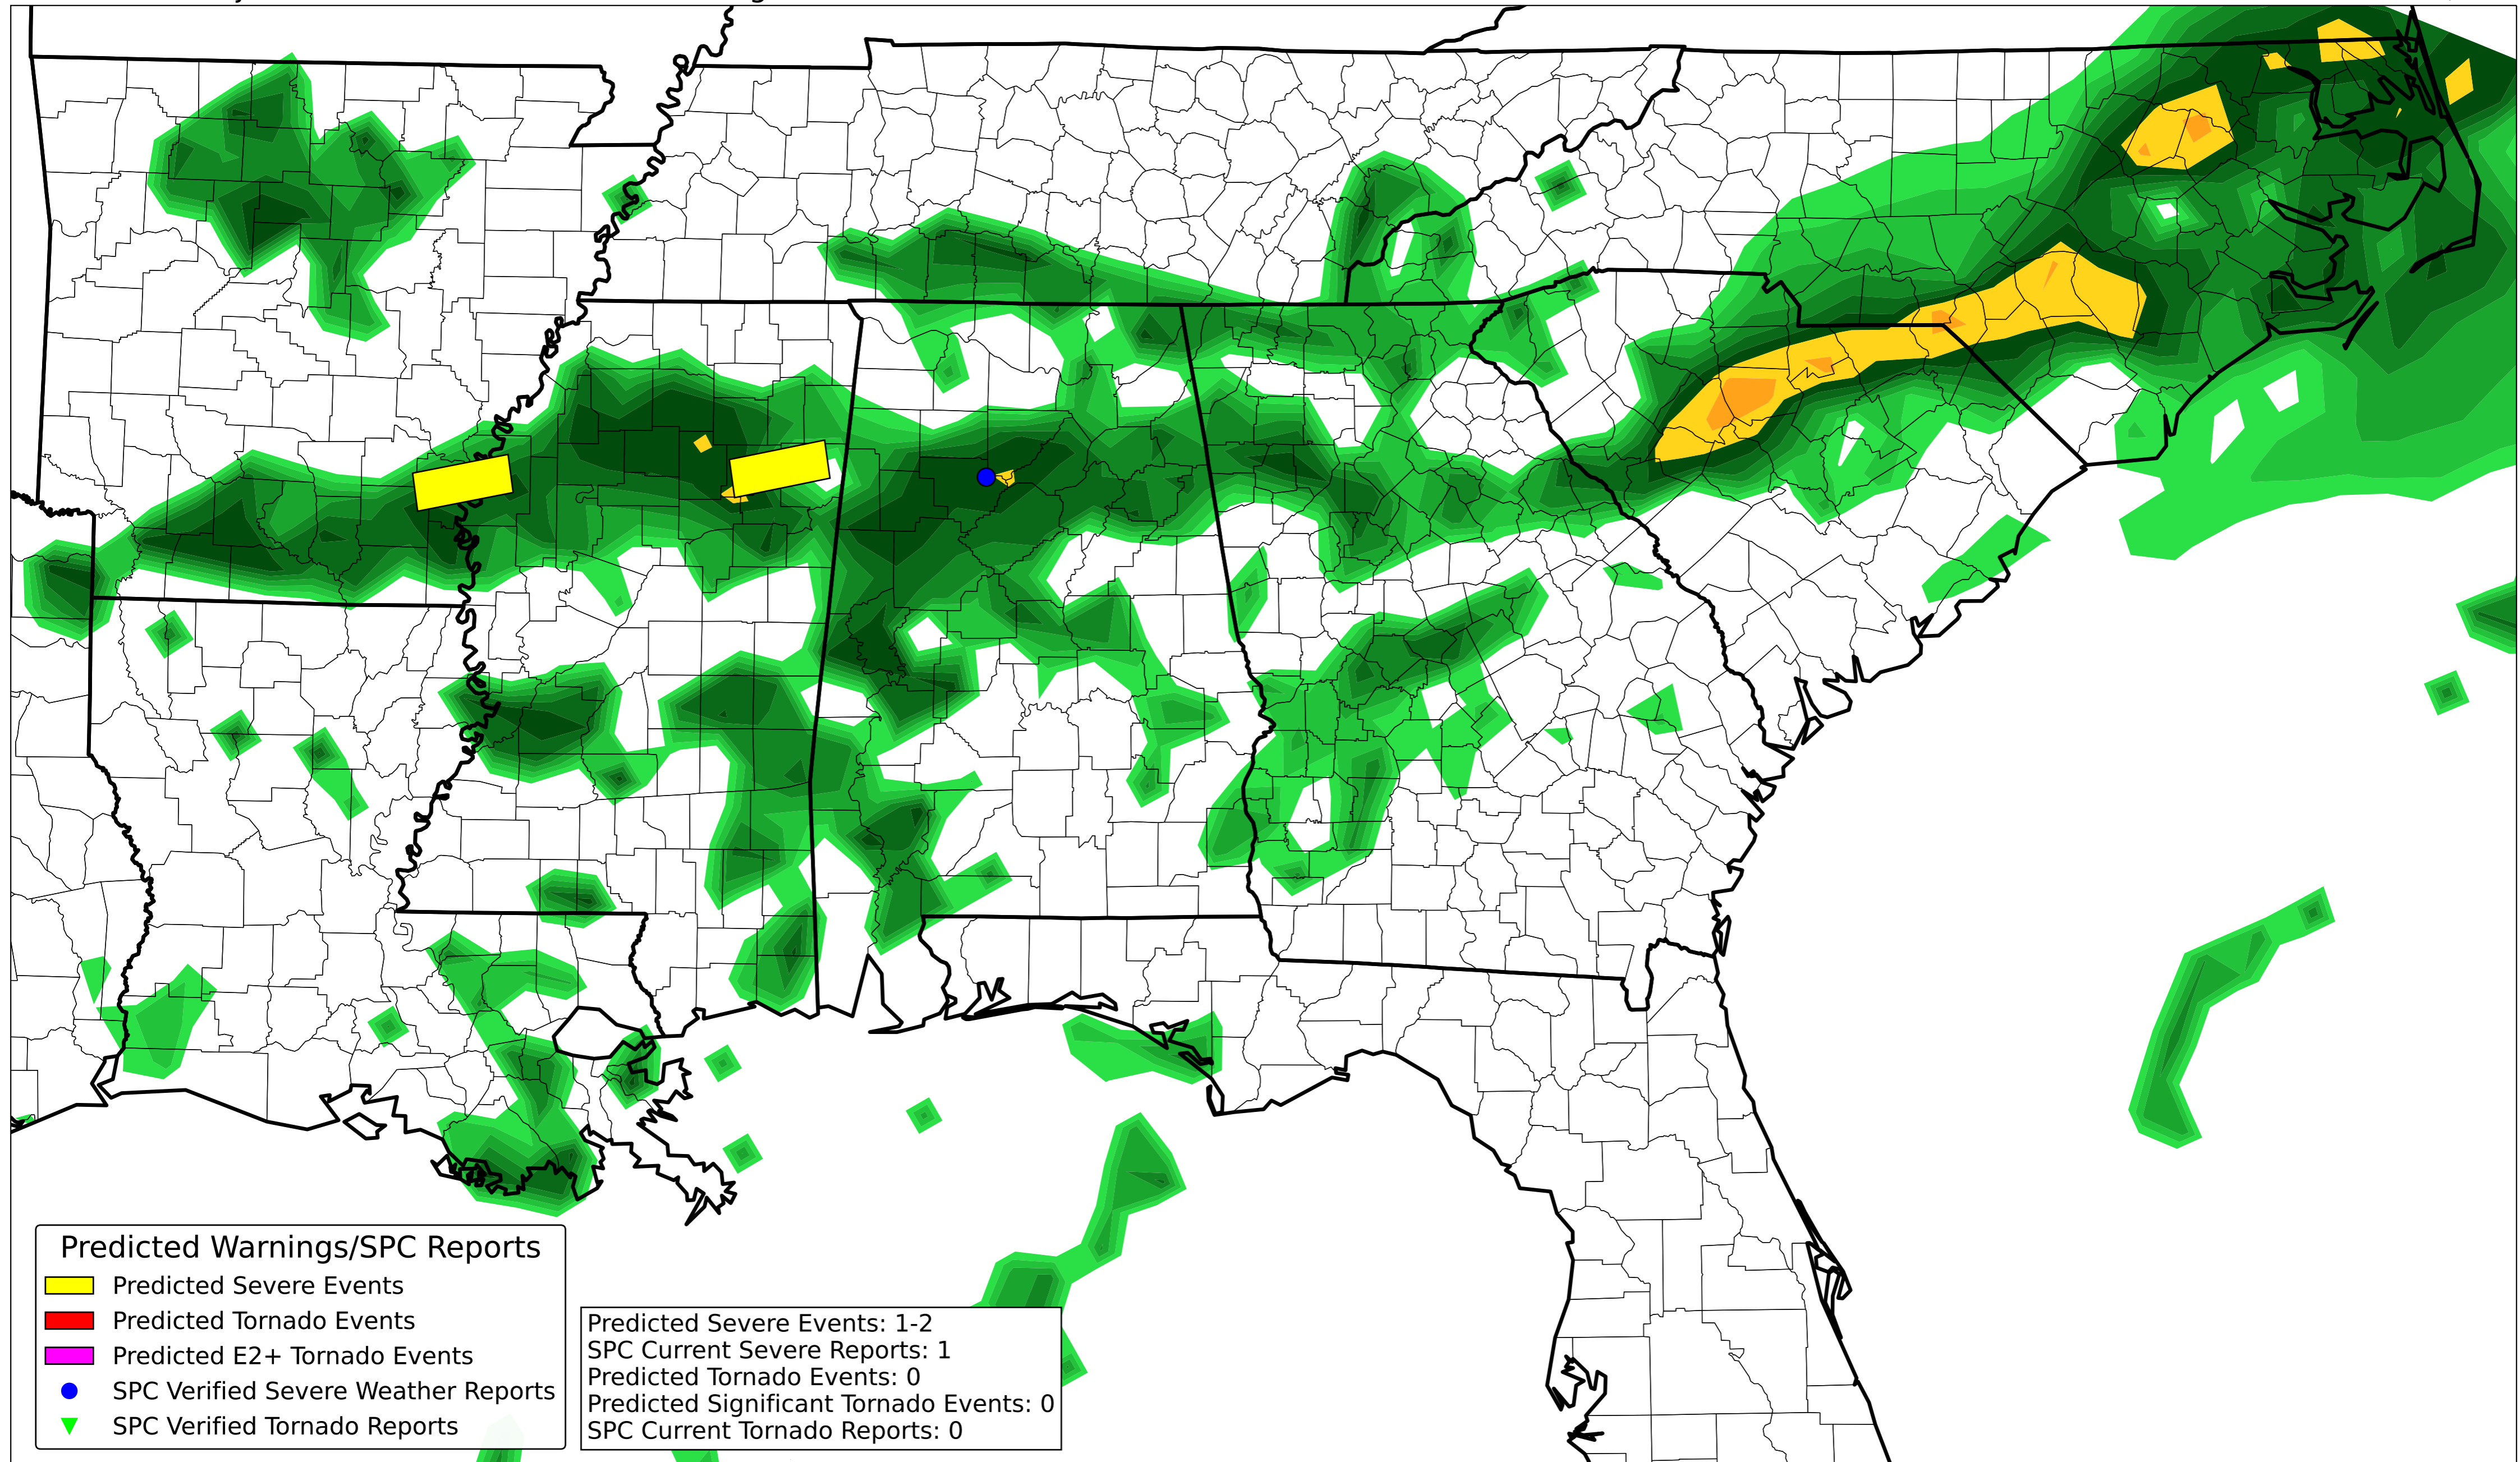 Predicted Warnings/SPC Reports
Predicted Severe Events
Predicted Tornado Events
Predicted E2+ Tornado Events
SPC Verified Severe Weather Reports
SPC Verified Tornado Reports
Predicted Severe Events: 1-2
SPC Current Severe Reports: 1
Predicted Tornado Events: 0
Predicted Significant Tornado Events: 0
SPC Current Tornado Reports: 0